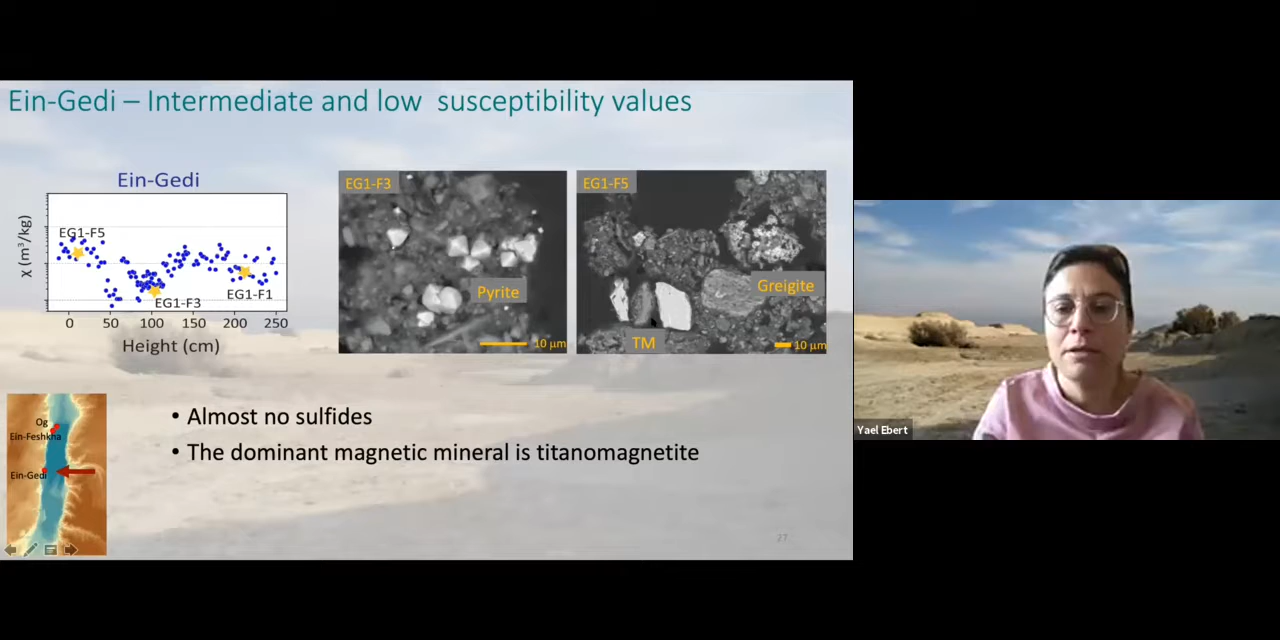 Ein-Gedi – Intermediate and low susceptibility values
Ein-Gedi
χ (m³/kg)
EG1-F5
EG1-F3
EG1-F1
0 50 100 150 200 250
Height (cm)
EG1-F3
Pyrite
10 μm
EG1-F5
Greigite
TM
10 μm
• Almost no sulfides
• The dominant magnetic mineral is titanomagnetite
Og
Ein-Feshkha
Ein-Gedi
27
Yael Ebert